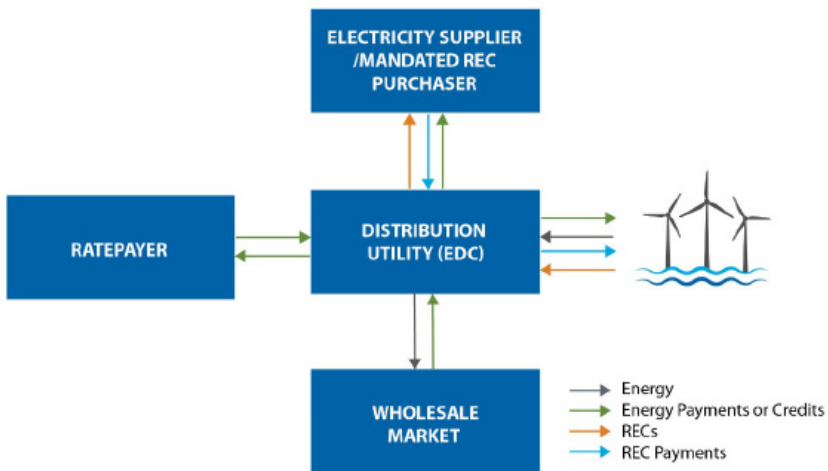 ELECTRICITY SUPPLIER
/MANDATED REC
PURCHASER
RATEPAYER
DISTRIBUTION
UTILITY (EDC)
WHOLESALE
MARKET
Energy
Energy Payments or Credits
RECs
REC Payments